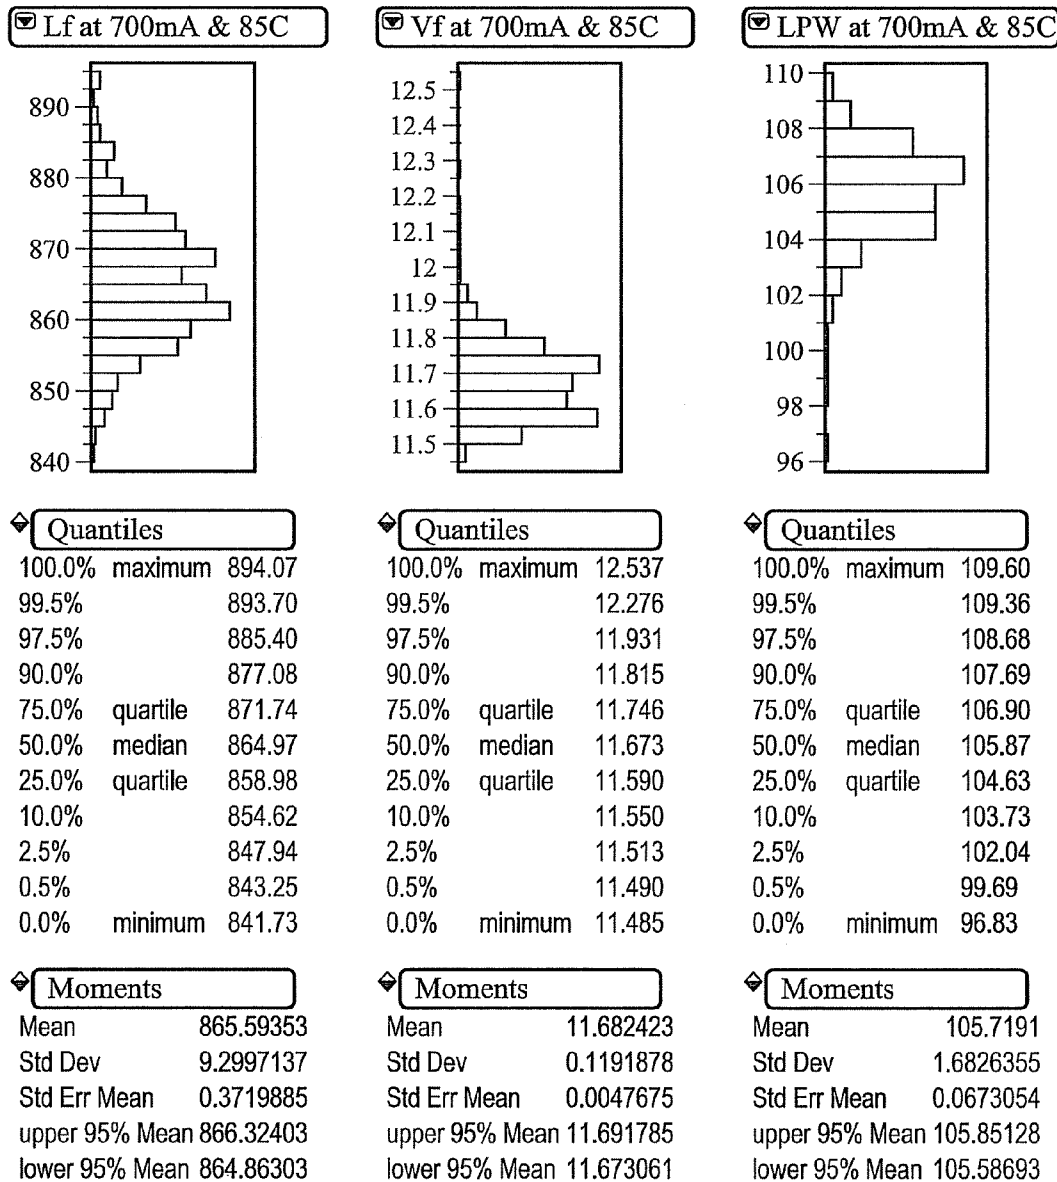 Lf at 700mA & 85C
890
880
870
860
850
840
Quantiles
100.0% maximum 894.07
99.5% 893.70
97.5% 885.40
90.0% 877.08
75.0% quartile 871.74
50.0% median 864.97
25.0% quartile 858.98
10.0% 854.62
2.5% 847.94
0.5% 843.25
0.0% minimum 841.73
Moments
Mean 865.59353
Std Dev 9.2997137
Std Err Mean 0.3719885
upper 95% Mean 866.32403
lower 95% Mean 864.86303
Vf at 700mA & 85C
12.5
12.4
12.3
12.2
12.1
12
11.9
11.8
11.7
11.6
11.5
Quantiles
100.0% maximum 12.537
99.5% 12.276
97.5% 11.931
90.0% 11.815
75.0% quartile 11.746
50.0% median 11.673
25.0% quartile 11.590
10.0% 11.550
2.5% 11.513
0.5% 11.490
0.0% minimum 11.485
Moments
Mean 11.682423
Std Dev 0.1191878
Std Err Mean 0.0047675
upper 95% Mean 11.691785
lower 95% Mean 11.673061
LPW at 700mA & 85C
110
108
106
104
102
100
98
96
Quantiles
100.0% maximum 109.60
99.5% 109.36
97.5% 108.68
90.0% 107.69
75.0% quartile 106.90
50.0% median 105.87
25.0% quartile 104.63
10.0% 103.73
2.5% 102.04
0.5% 99.69
0.0% minimum 96.83
Moments
Mean 105.7191
Std Dev 1.6826355
Std Err Mean 0.0673054
upper 95% Mean 105.85128
lower 95% Mean 105.58693